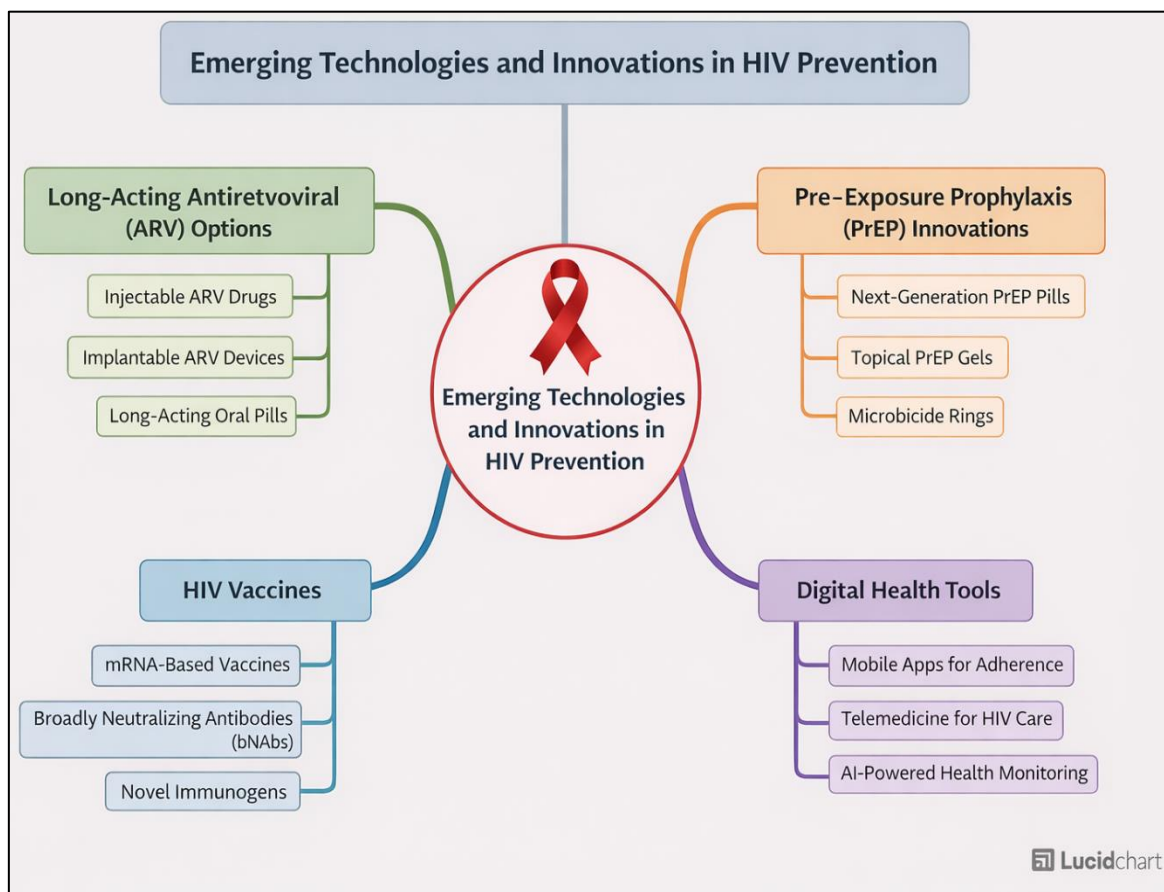 Emerging Technologies and Innovations in HIV Prevention
Long-Acting Antiretvoviral
(ARV) Options
Injectable ARV Drugs
Implantable ARV Devices
Long-Acting Oral Pills
Pre-Exposure Prophylaxis
(PrEP) Innovations
Next-Generation PrEP Pills
Topical PrEP Gels
Microbicide Rings
Emerging Technologies
and Innovations in
HIV Prevention
HIV Vaccines
mRNA-Based Vaccines
Broadly Neutralizing Antibodies
(bNAbs)
Novel Immunogens
Digital Health Tools
Mobile Apps for Adherence
Telemedicine for HIV Care
AI-Powered Health Monitoring
Lucidchart